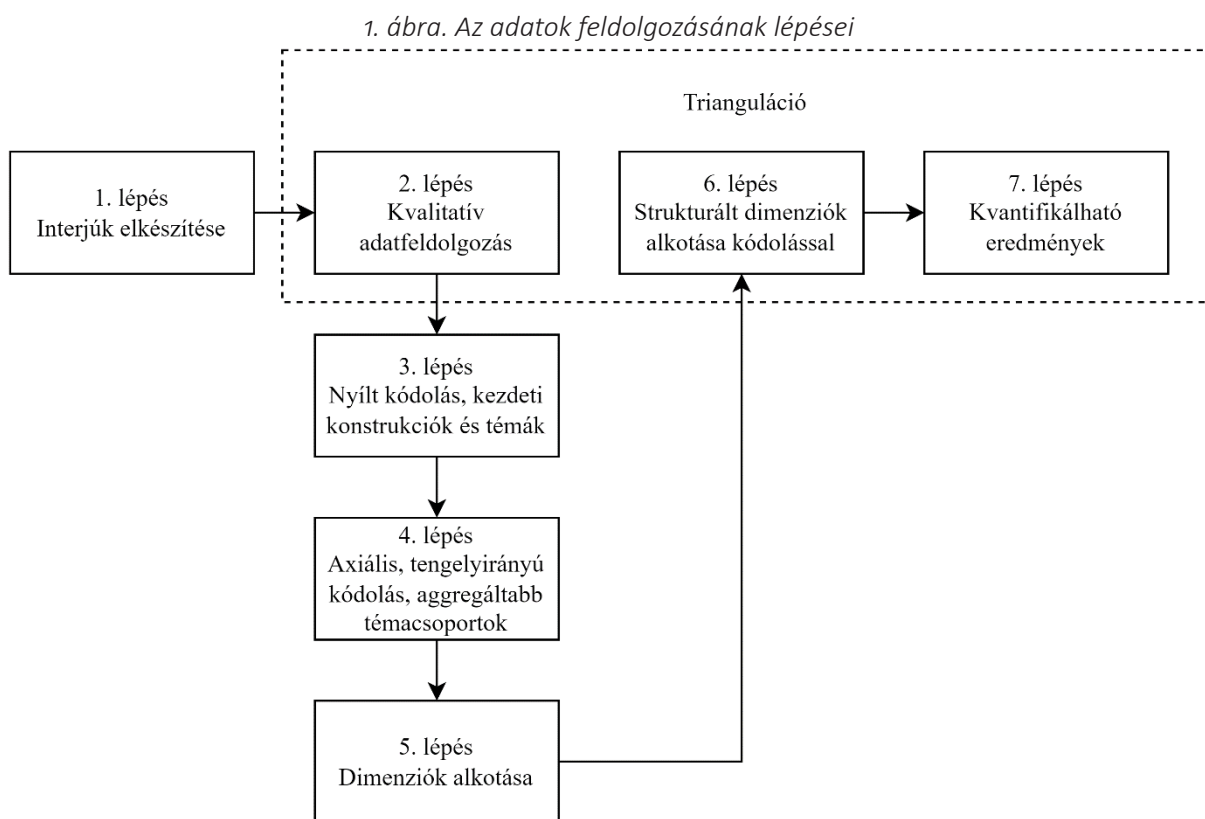 1. ábra. Az adatok feldolgozásának lépései
Trianguláció
1. lépés
Interjúk elkészítése
2. lépés
Kvalitatív
adatfeldolgozás
6. lépés
Strukturált dimenziók
alkotása kódolással
7. lépés
Kvantifikálható
eredmények
3. lépés
Nyílt kódolás, kezdeti
konstrukciók és témák
4. lépés
Axiális, tengelyirányú
kódolás, aggregáltabb
témacsoportok
5. lépés
Dimenziók alkotása